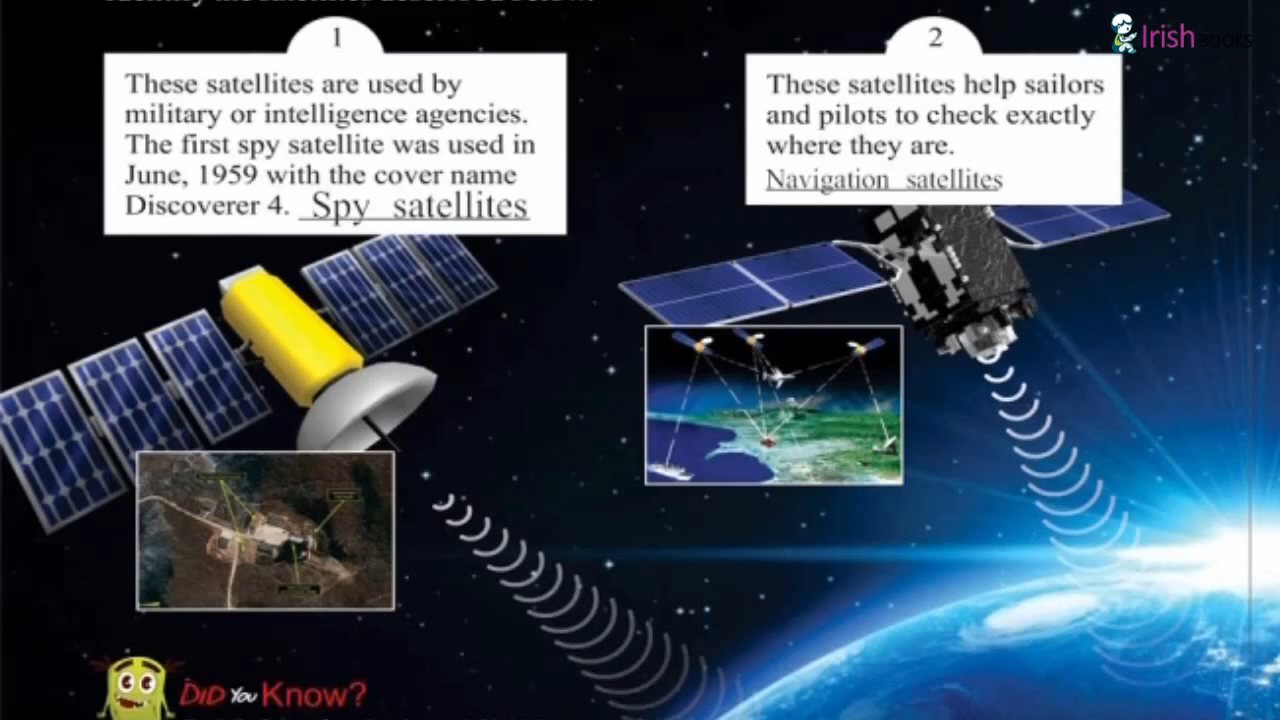 1
These satellites are used by
military or intelligence agencies.
The first spy satellite was used in
June, 1959 with the cover name
Discoverer 4. Spy satellites
2
These satellites help sailors
and pilots to check exactly
where they are.
Navigation satellites
Irish BOOKS
DID You Know?